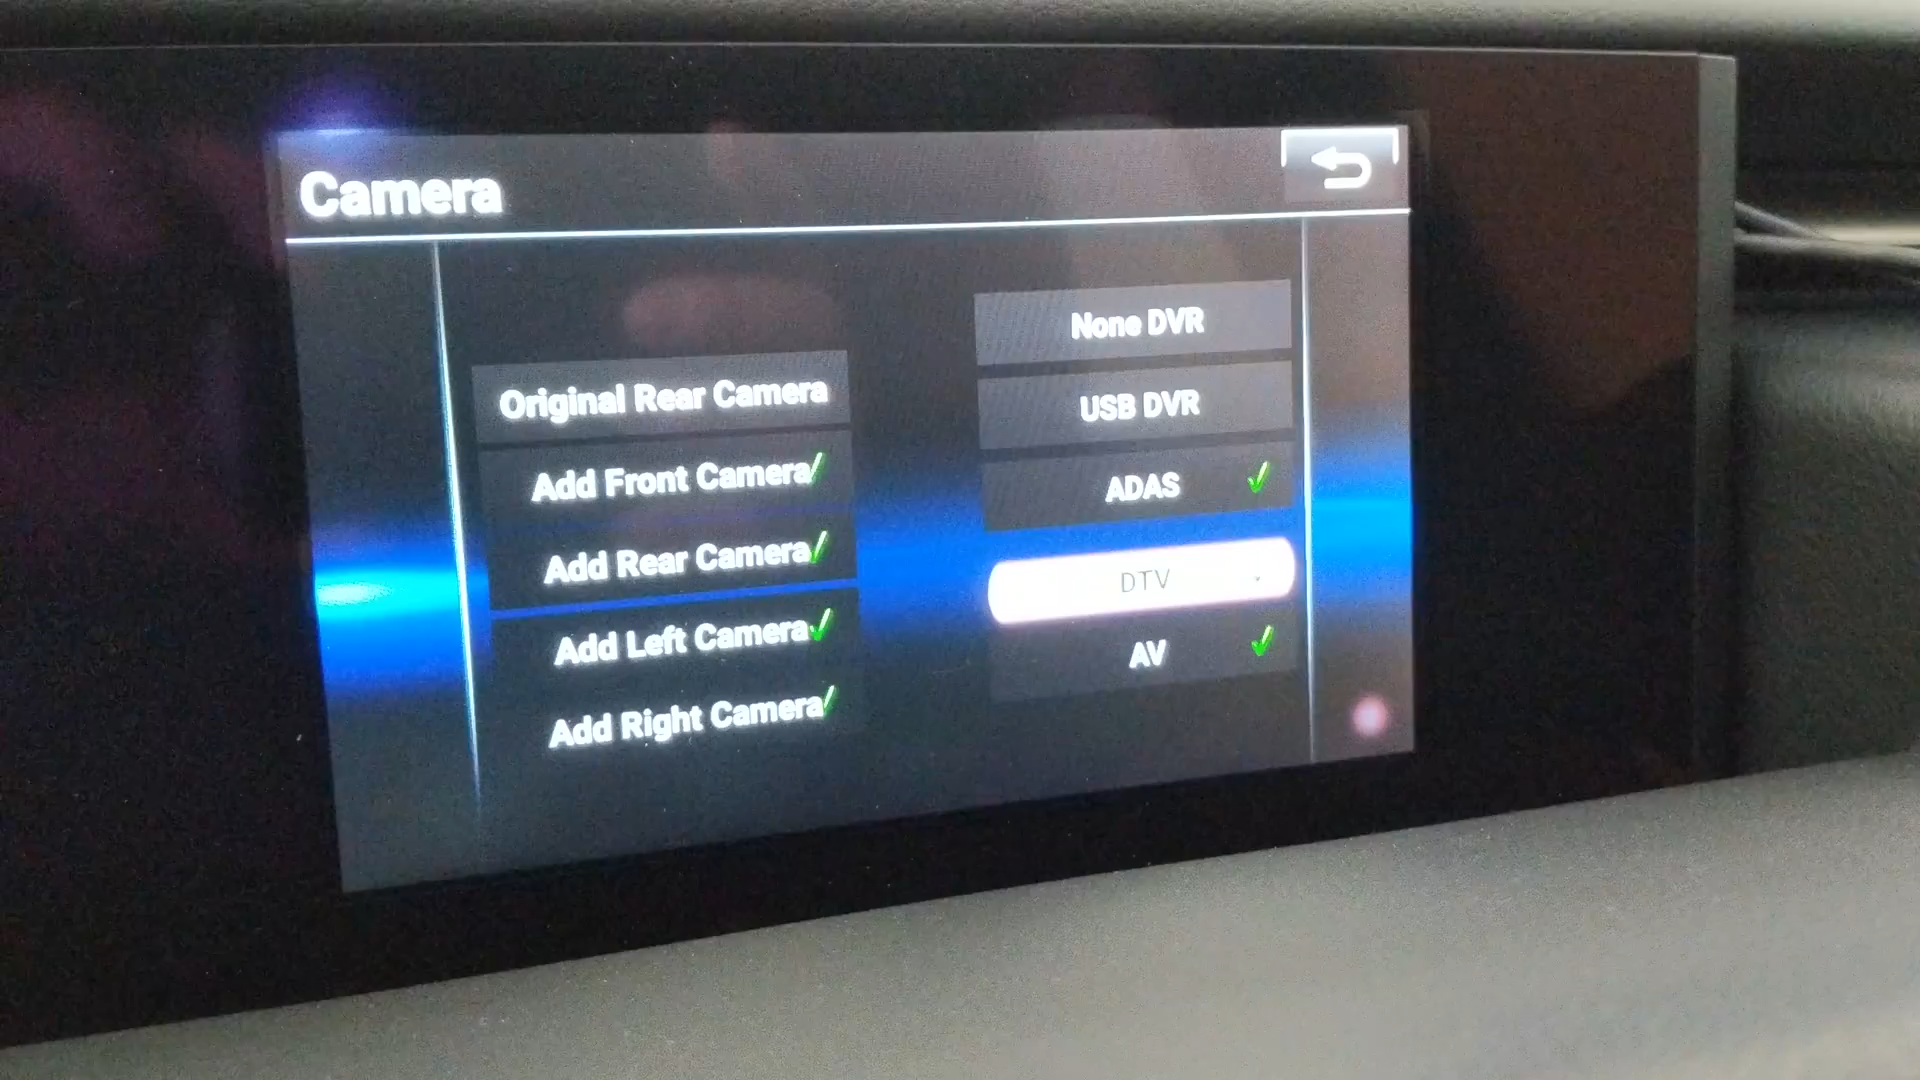 Camera
Original Rear Camera
Add Front Camera
Add Rear Camera
Add Left Camera
Add Right Camera
None DVR
USB DVR
ADAS
DTV
AV